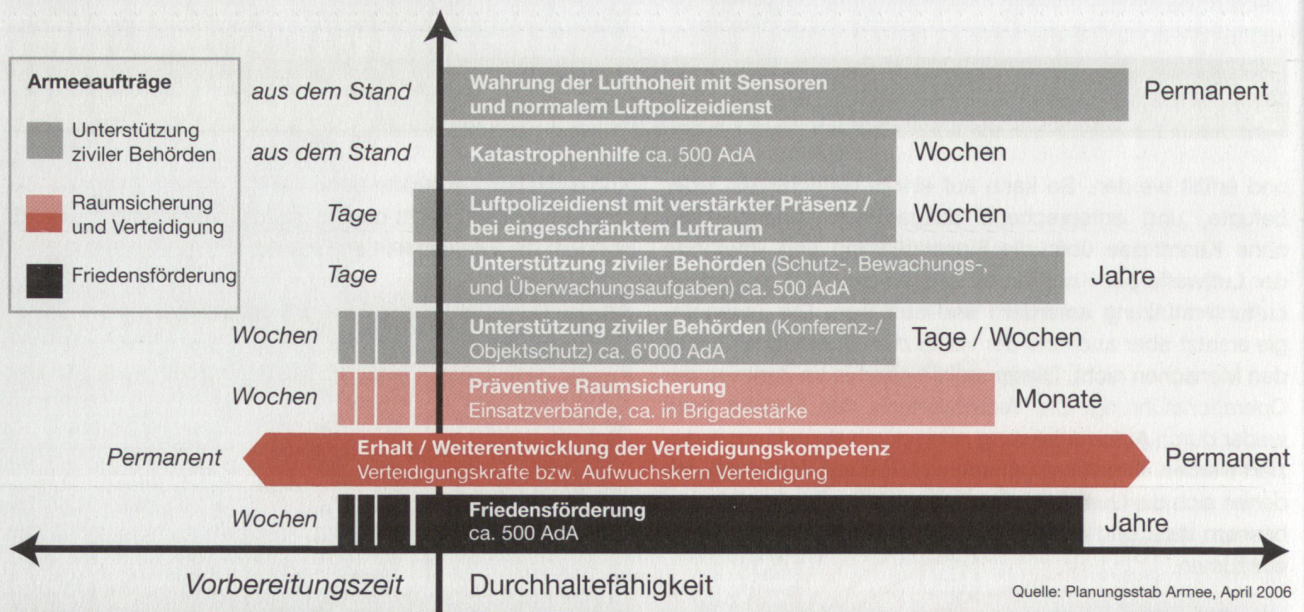 Armeeaufträge
Unterstützung
ziviler Behörden
Raumsicherung
und Verteidigung
Friedensförderung
aus dem Stand
Wahrung der Lufthoheit mit Sensoren
und normalem Luftpolizeidienst
Permanent
aus dem Stand
Katastrophenhilfe ca. 500 AdA
Wochen
Tage
Luftpolizeidienst mit verstärkter Präsenz /
bei eingeschränktem Luftraum
Wochen
Tage
Unterstützung ziviler Behörden (Schutz-, Bewachungs-,
und Überwachungsaufgaben) ca. 500 AdA
Jahre
Wochen
Unterstützung ziviler Behörden (Konferenz-/
Objektschutz) ca. 6'000 AdA
Tage / Wochen
Wochen
Präventive Raumsicherung
Einsatzverbände, ca. in Brigadestärke
Monate
Permanent
Erhalt / Weiterentwicklung der Verteidigungskompetenz
Verteidigungskräfte bzw. Aufwuchskern Verteidigung
Permanent
Wochen
Friedensförderung
ca. 500 AdA
Jahre
Vorbereitungszeit
Durchhaltefähigkeit
Quelle: Planungsstab Armee, April 2006